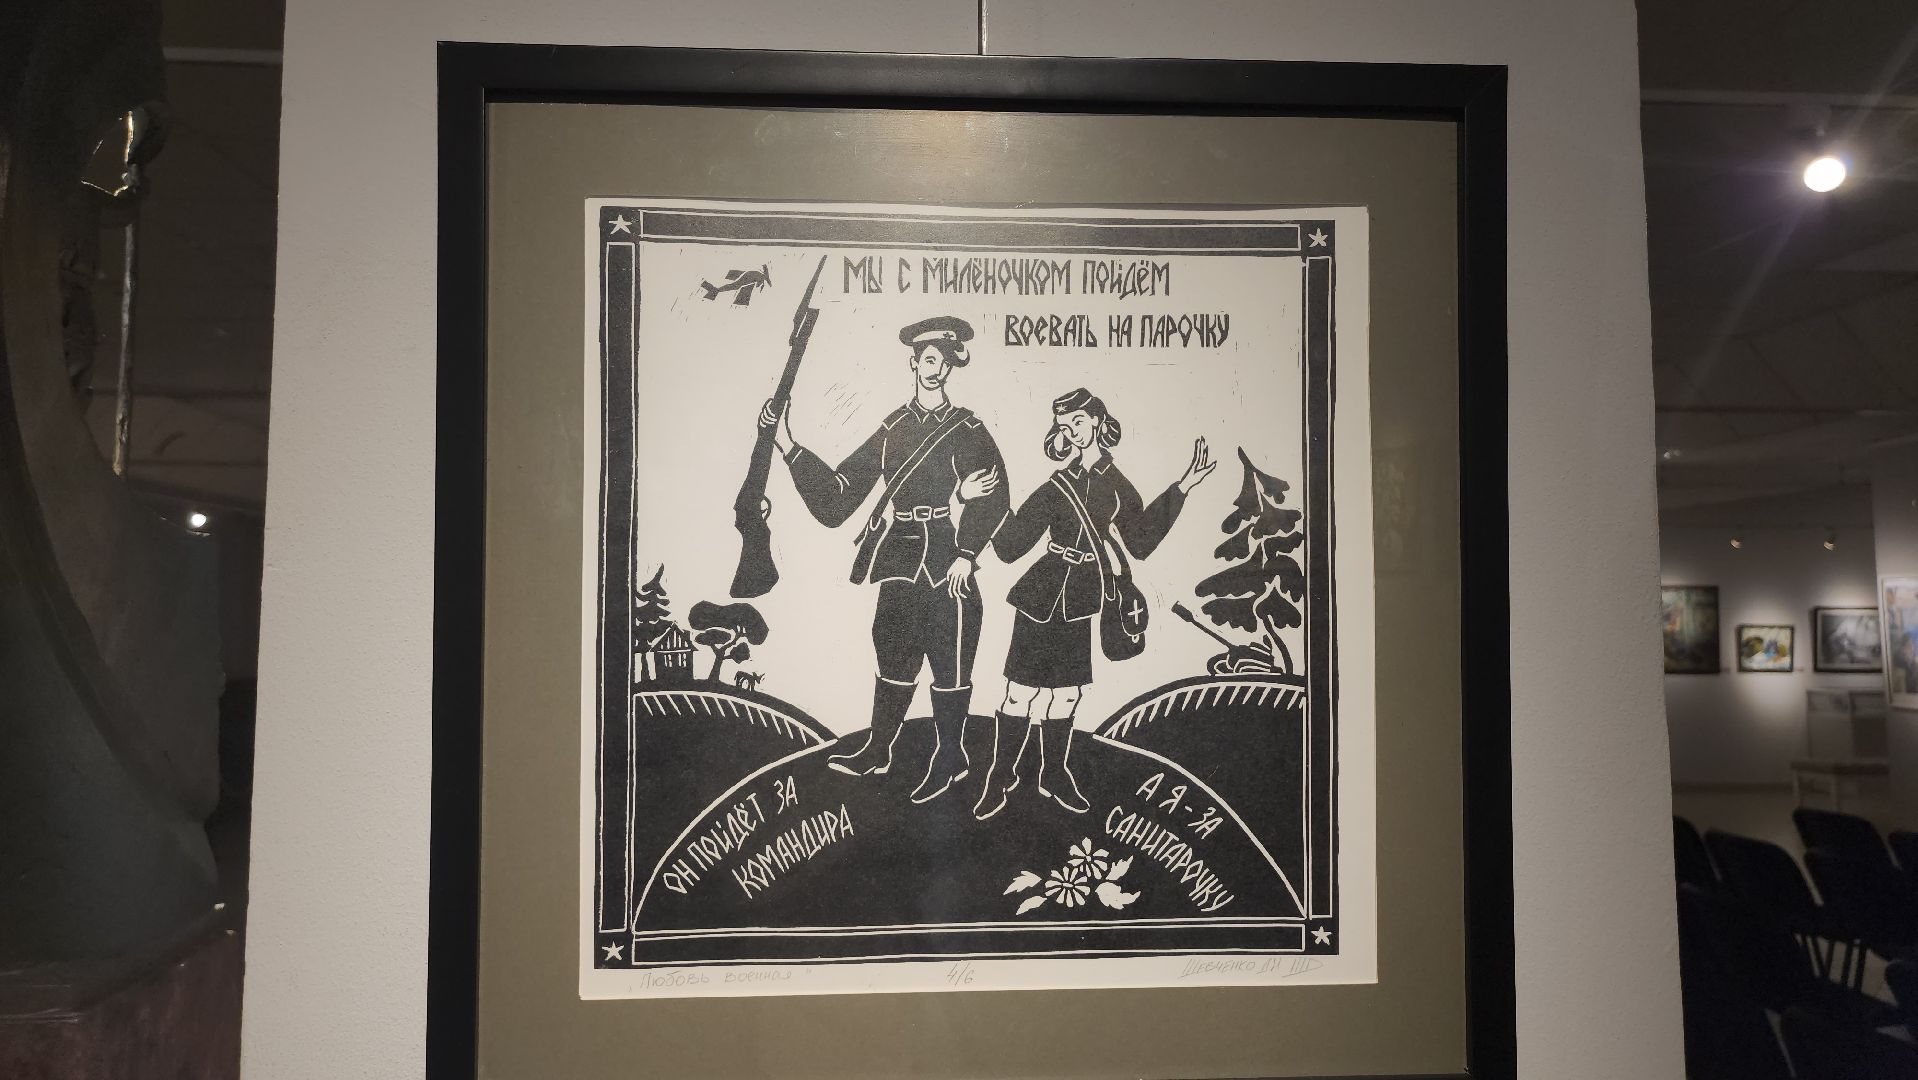 МЫ С МИЛЁНОЧКОМ ПОЙДЁМ
ВОЕВАТЬ НА ПАРОЧКУ
ОН ПОЙДЁТ ЗА
КОМАНДИРА
А Я - ЗА
САНИТАРОЧКУ
"Любовь военная"
4/6
Шевченко